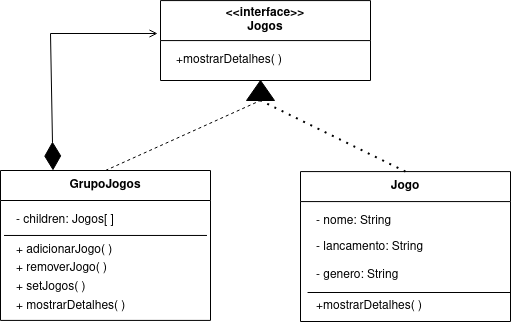 <<interface>>
Jogos
+mostrarDetalhes( )
GrupoJogos
- children: Jogos[ ]
+ adicionarJogo( )
+ removerJogo( )
+ setJogos( )
+ mostrarDetalhes( )
Jogo
- nome: String
- lancamento: String
- genero: String
+mostrarDetalhes( )